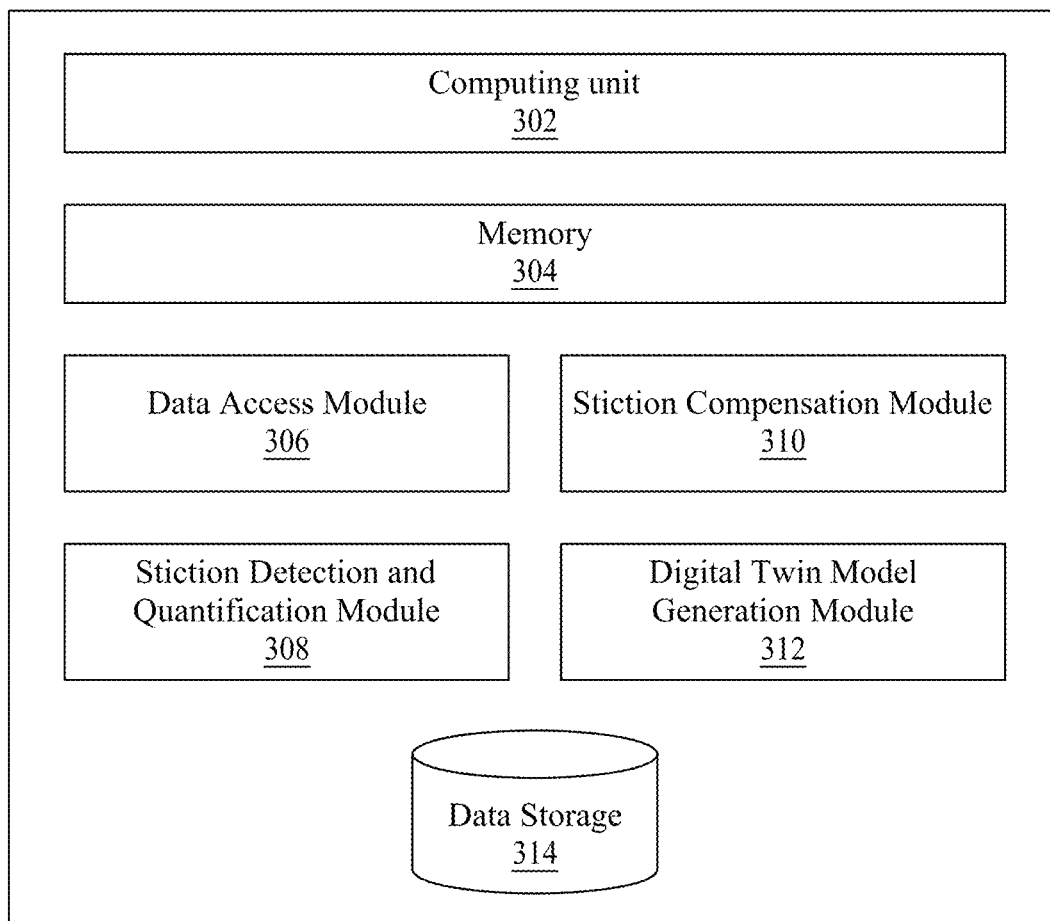 Computing unit
302
Memory
304
Data Access Module
306
Stiction Compensation Module
310
Stiction Detection and
Quantification Module
308
Digital Twin Model
Generation Module
312
Data Storage
314